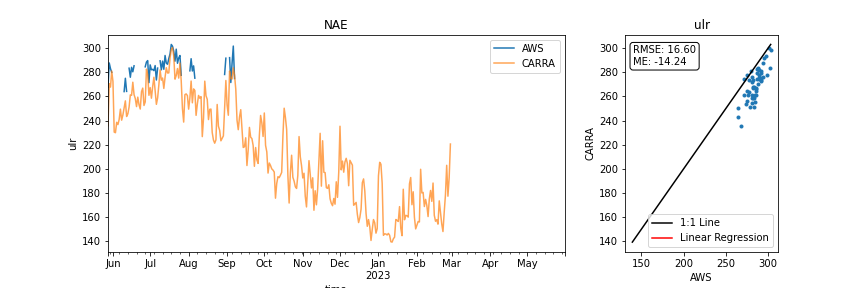 NAE
ulr
300
280
260
240
220
200
180
160
140
ulr
AWS
CARRA
Jun
Jul
Aug
Sep
Oct
Nov
Dec
Jan
2023
Feb
Mar
Apr
May
time
RMSE: 16.60
ME: -14.24
300
280
260
240
220
200
180
160
140
CARRA
1:1 Line
Linear Regression
150
200
250
300
AWS